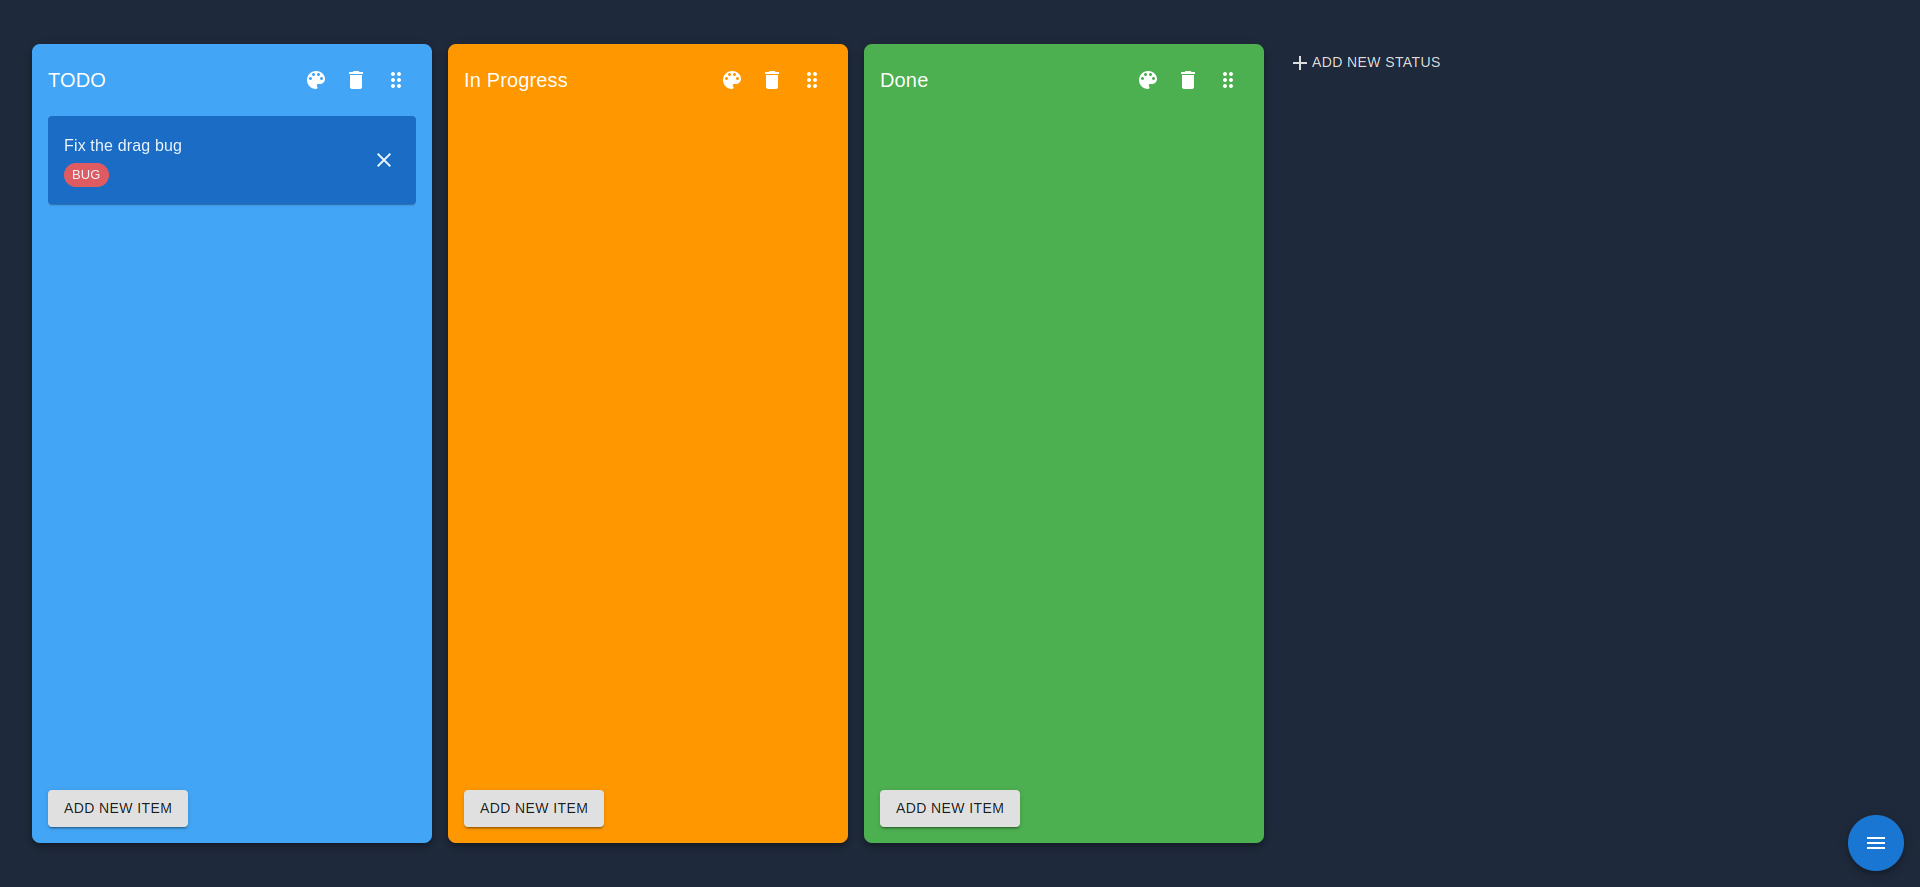 TODO
Fix the drag bug
BUG
ADD NEW ITEM
In Progress
ADD NEW ITEM
Done
ADD NEW ITEM
ADD NEW STATUS